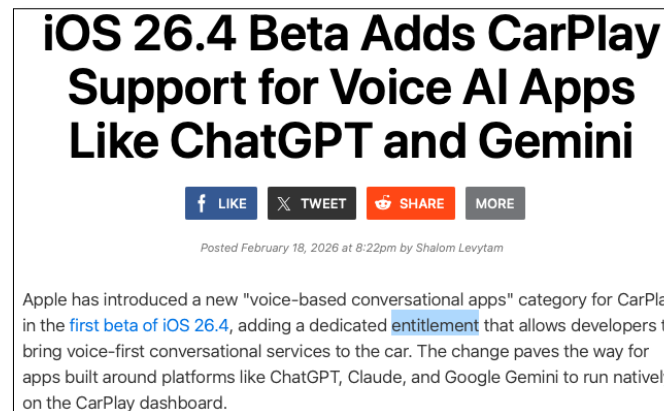 iOS 26.4 Beta Adds CarPlay
Support for Voice AI Apps
Like ChatGPT and Gemini
LIKE TWEET SHARE MORE
Posted February 18, 2026 at 8:22pm by Shalom Levytam
Apple has introduced a new "voice-based conversational apps" category for
in the first beta of iOS 26.4, adding a dedicated entitlement that allows developers
bring voice-first conversational services to the car. The change paves the way for
apps built around platforms like ChatGPT, Claude, and Google Gemini to run
on the CarPlay dashboard.